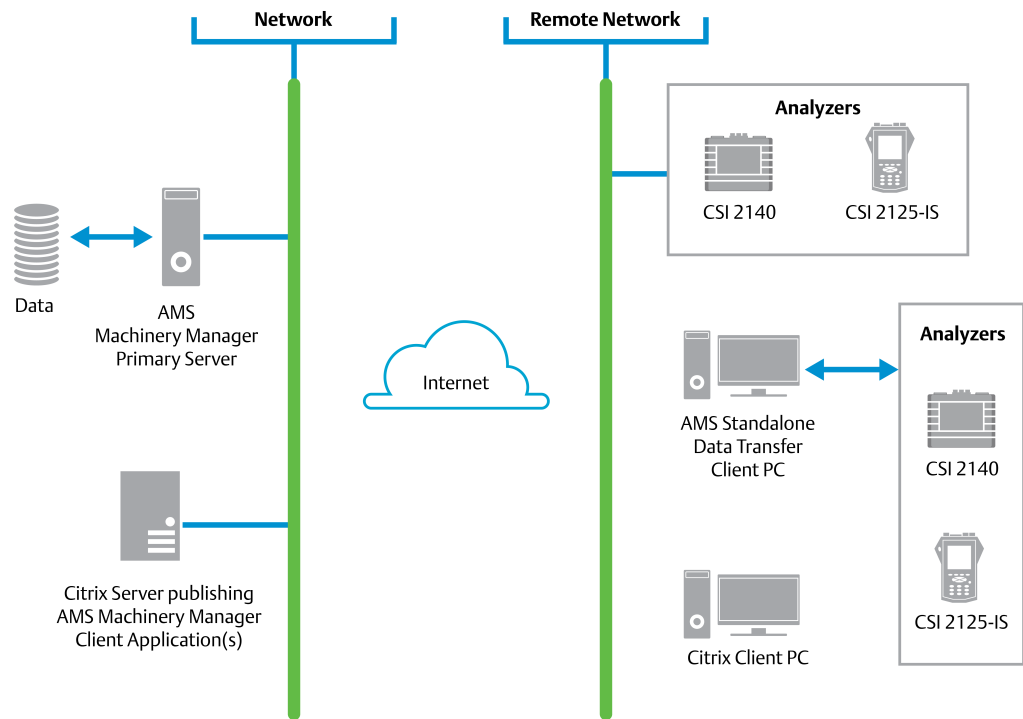 Network
Remote Network
Analyzers
CSI 2140
CSI 2125-IS
Data
AMS
Machinery Manager
Primary Server
Internet
Analyzers
AMS Standalone
Data Transfer
Client PC
CSI 2140
Citrix Server publishing
AMS Machinery Manager
Client Application(s)
CSI 2125-IS
Citrix Client PC